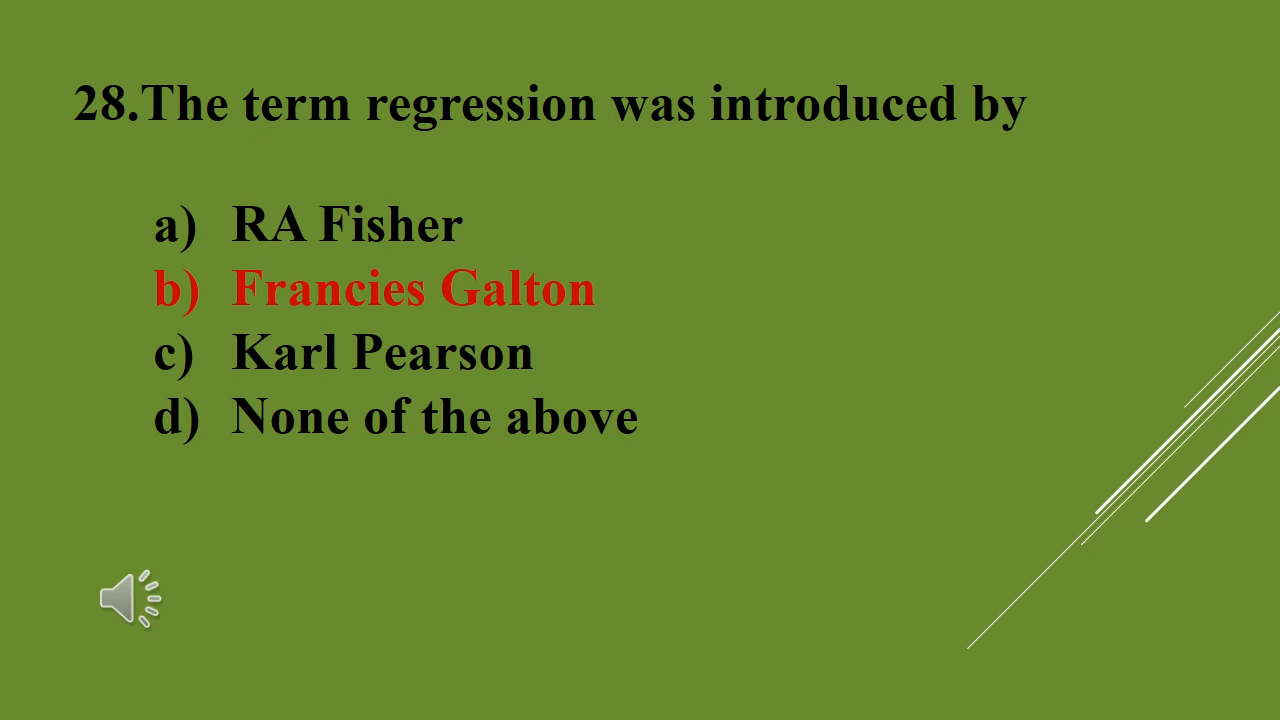 28.The term regression was introduced by
a) RA Fisher
b) Francies Galton
c) Karl Pearson
d) None of the above